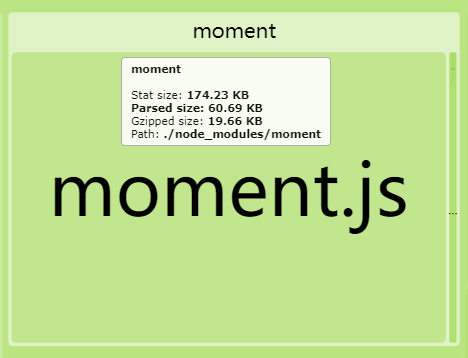 moment
moment
Stat size: 174.23 KB
Parsed size: 60.69 KB
Gzipped size: 19.66 KB
Path: ./node_modules/moment
moment.js
...